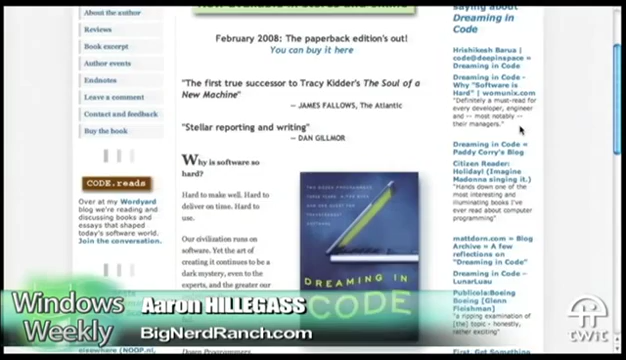 About the author
Reviews
Book excerpt
Author events
Endnotes
Leave a comment
Contact and feedback
Buy the book
CODE.reads
Over at my Wordyard
blog we're reading and
discussing books and
essays that shaped
today's software world.
Join the conversation.
February 2008: The paperback edition's out!
You can buy it here
"The first true successor to Tracy Kidder's The Soul of a
New Machine"
— JAMES FALLOWS, The Atlantic
"Stellar reporting and writing"
— DAN GILLMOR
Why is software so
hard?
Hard to make well. Hard to
deliver on time. Hard to
use.
Our civilization runs on
software. Yet the art of
creating it continues to be a
dark mystery, even to the
experts, and the greater our
DREAMING IN
CODE
saying about
Dreaming in
Code
Hrishikesh Barua |
code@deepinspace »
Dreaming in Code
Dreaming in Code -
Why "Software is
Hard" | womunix.com
"Definitely a must-read for
every developer, engineer
and -- most notably --
their managers."
Dreaming in Code «
Paddy Corry's Blog
Citizen Reader:
Holiday! (Imagine
Madonna singing it.)
"Hands down one of the
most interesting and
illuminating books I've
ever read about computer
programming"
mattdorn.com » Blog
Archive » A few
reflections on
"Dreaming in Code"
Dreaming in Code –
LunarLuau
Publicola:Boeing
Boeing [Glenn
Fleishman]
"a ripping examination of
[the] topic - honestly,
rather exciting"
First, Get Something
Windows
Weekly
Aaron HILLEGASS
BigNerdRanch.com
TWiT
elsewhere (NOOP.nl,